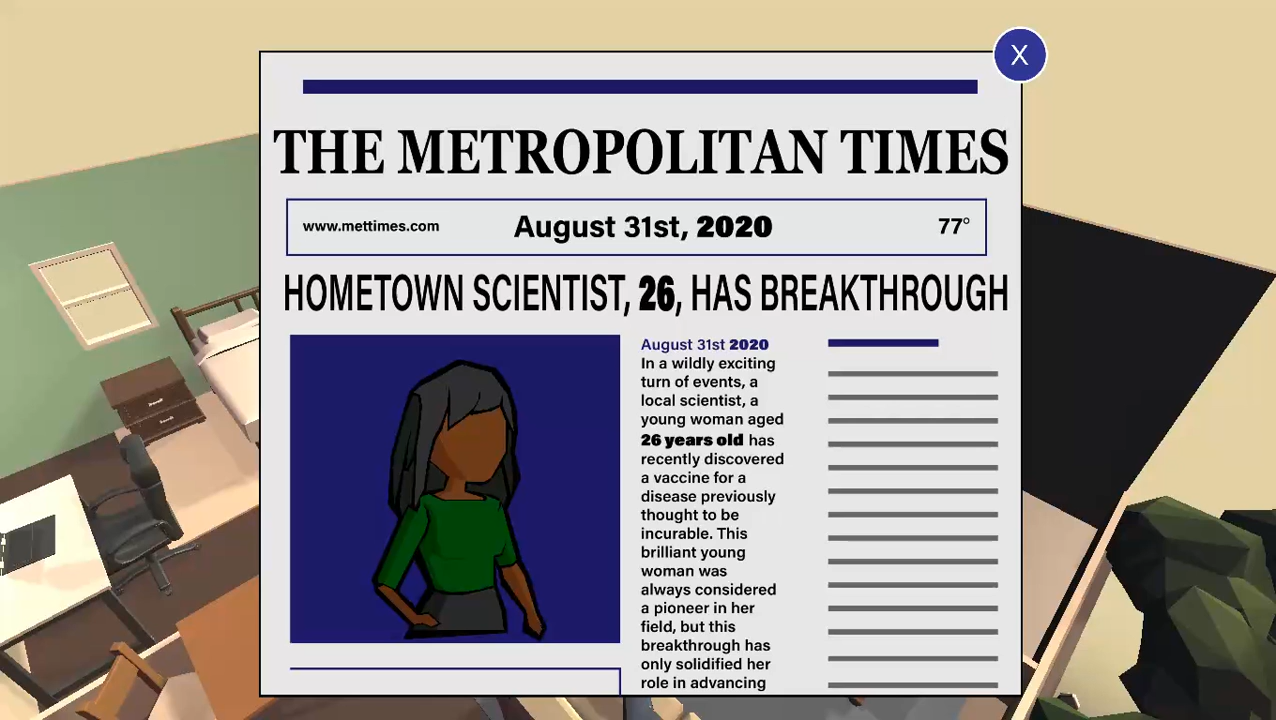 X
THE METROPOLITAN TIMES
www.mettimes.com August 31st, 2020 77°
HOMETOWN SCIENTIST, 26, HAS BREAKTHROUGH
August 31st 2020
In a wildly exciting
turn of events, a
local scientist, a
young woman aged
26 years old has
recently discovered
a vaccine for a
disease previously
thought to be
incurable. This
brilliant young
woman was
always considered
a pioneer in her
field, but this
breakthrough has
only solidified her
role in advancing